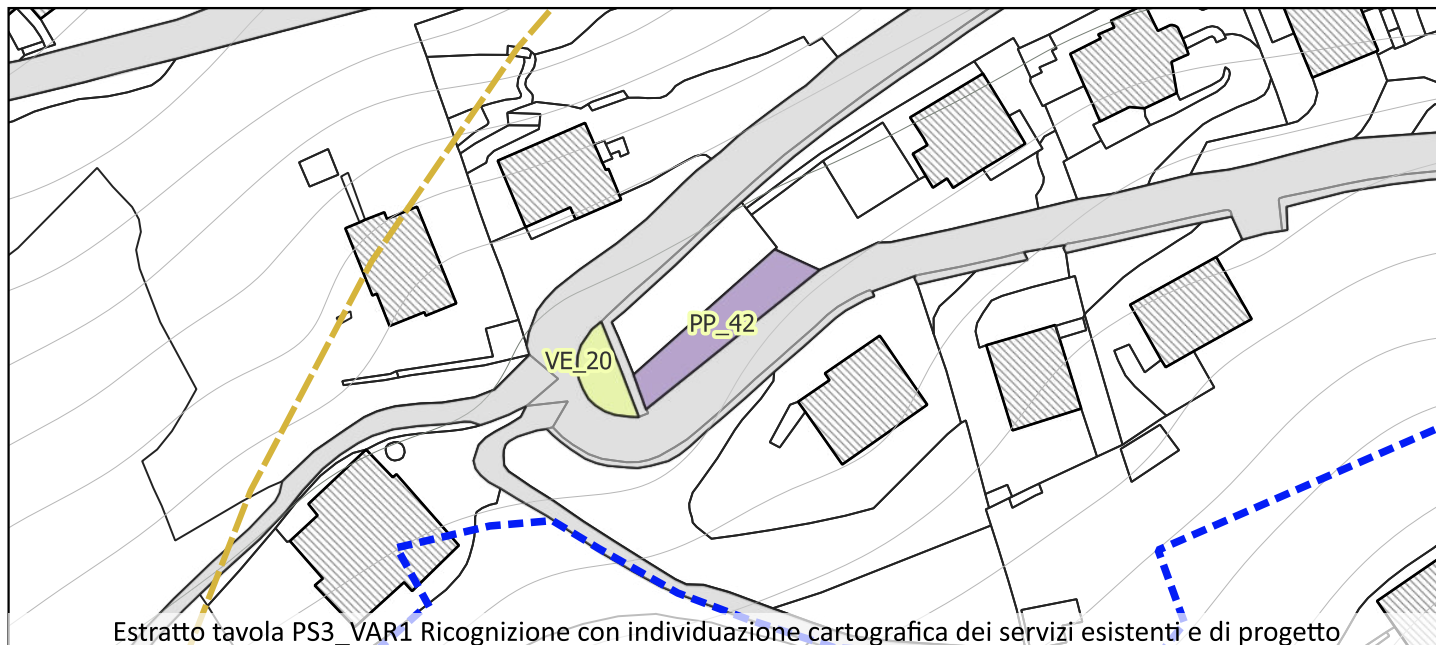 PP_42
VE_20
Estratto tavola PS3_VAR1 Ricognizione con individuazione cartografica dei servizi esistenti e di progetto